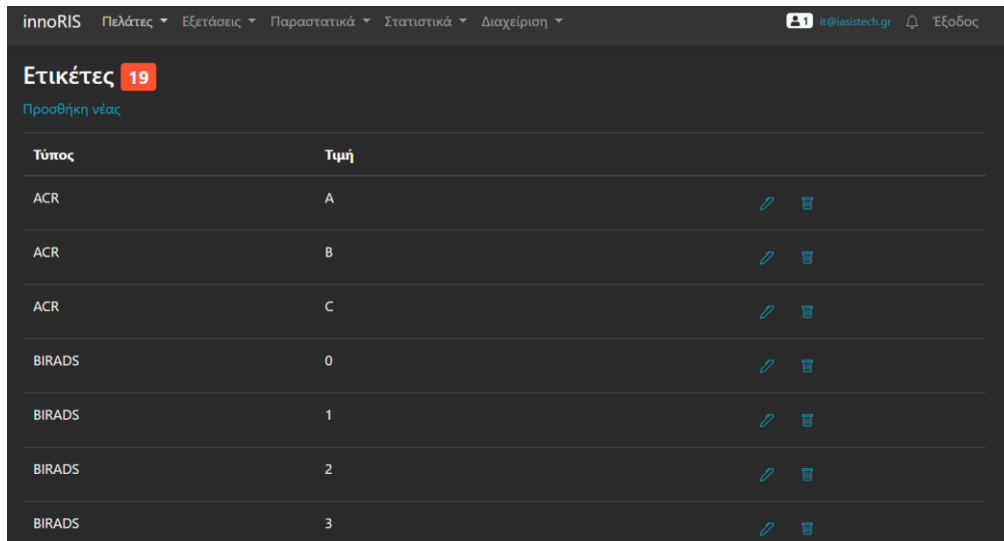 innoRIS Πελάτες Εξετάσεις Παραστατικά Στατιστικά Διαχείριση 1 it@iasistech.gr Έξοδος
Ετικέτες 19
Προσθήκη νέας
Τύπος Τιμή
ACR A
ACR B
ACR C
BIRADS 0
BIRADS 1
BIRADS 2
BIRADS 3